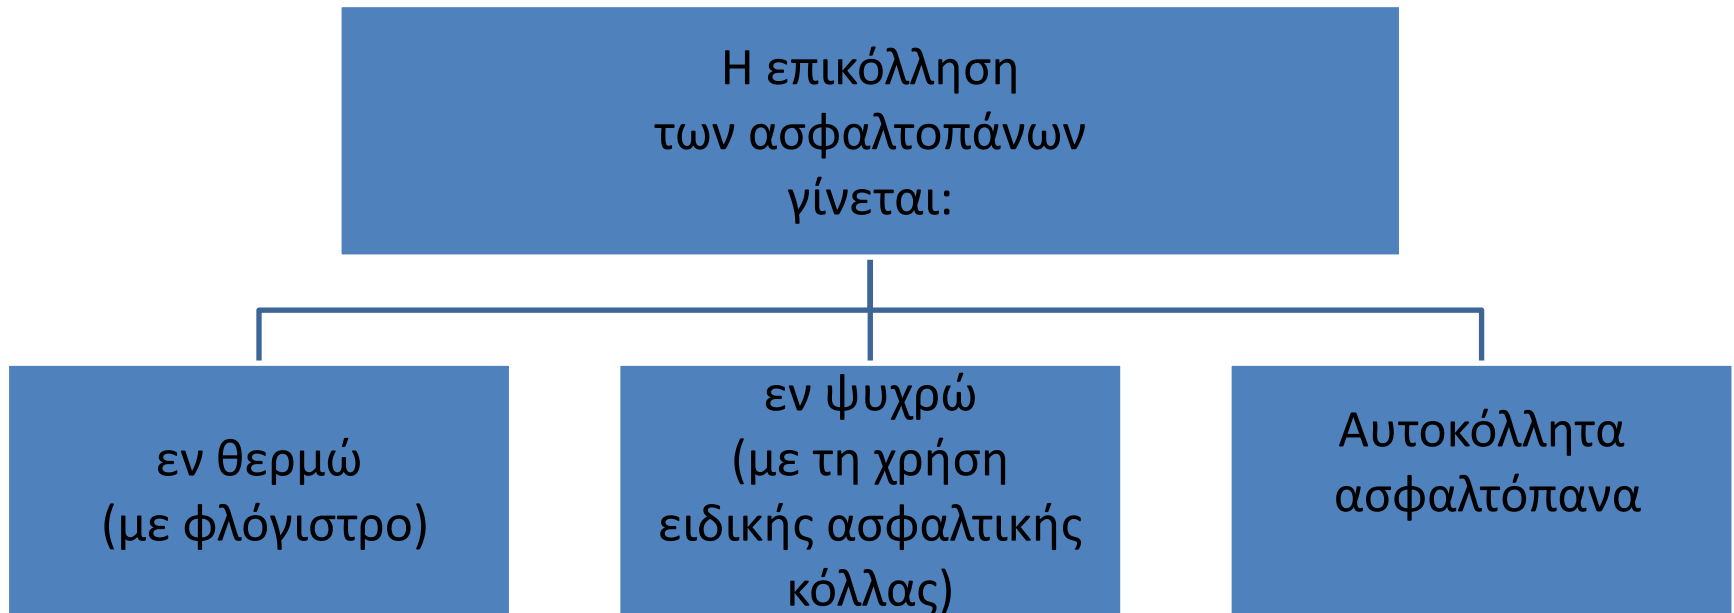 Η επικόλληση
των ασφαλτοπάνων
γίνεται:
εν θερμώ
(με φλόγιστρο)
εν ψυχρώ
(με τη χρήση
ειδικής ασφαλτικής
κόλλας)
Αυτοκόλλητα
ασφαλτόπανα